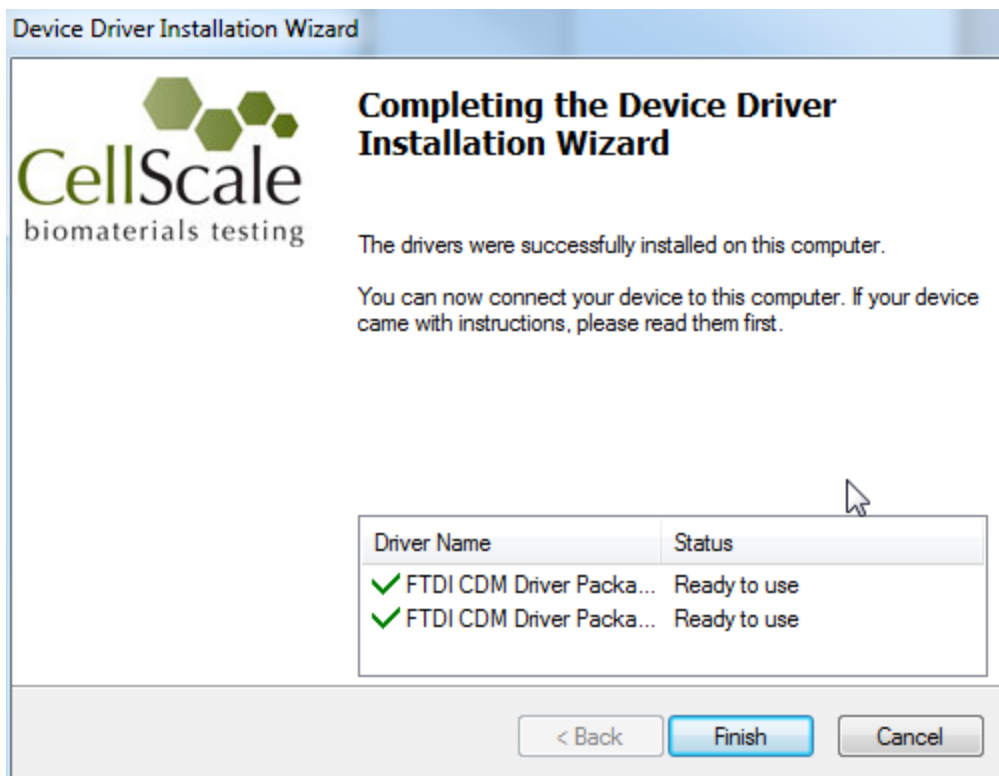 Device Driver Installation Wizard
CellScale
biomaterials testing
Completing the Device Driver
Installation Wizard
The drivers were successfully installed on this computer.
You can now connect your device to this computer. If your device
came with instructions, please read them first.
Driver Name Status
FTDI CDM Driver Packa... Ready to use
FTDI CDM Driver Packa... Ready to use
< Back Finish Cancel